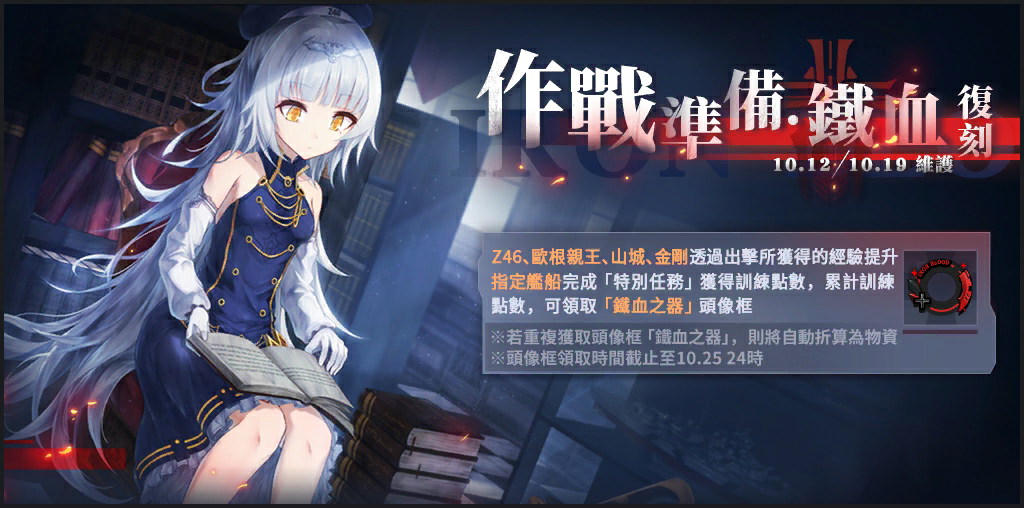 作戰準備·鐵血復刻
IRON
10.12/10.19 維護
Z46、歐根親王、山城、金剛透過出擊所獲得的經驗提升
指定艦船完成「特別任務」獲得訓練點數，累計訓練
點數，可領取「鐵血之器」頭像框
IRON BLOOD
※若重複獲取頭像框「鐵血之器」，則將自動折算為物資
※頭像框領取時間截止至10.25 24時